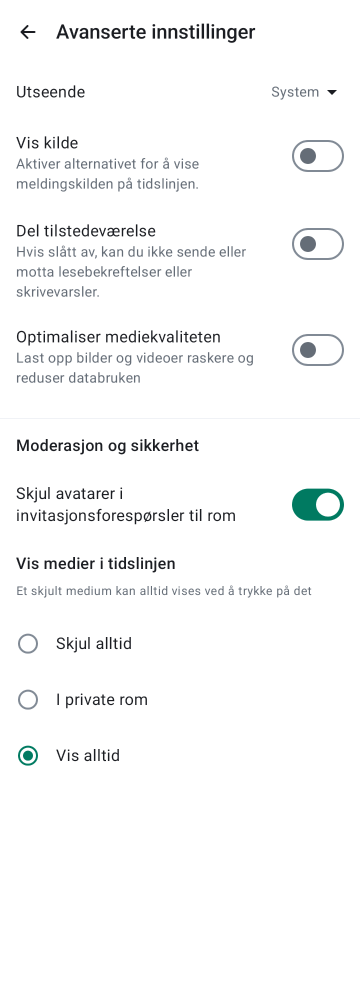 Avanserte innstillinger
Utseende
System
Vis kilde
Aktiver alternativet for å vise
meldingskilden på tidslinjen.
Del tilstedeværelse
Hvis slått av, kan du ikke sende eller
motta lesebekreftelser eller
skrivevarsler.
Optimaliser mediekvaliteten
Last opp bilder og videoer raskere og
reduser databruken
Moderasjon og sikkerhet
Skjul avatarer i
invitasjonsforespørsler til rom
Vis medier i tidslinjen
Et skjult medium kan alltid vises ved å trykke på det
Skjul alltid
I private rom
Vis alltid